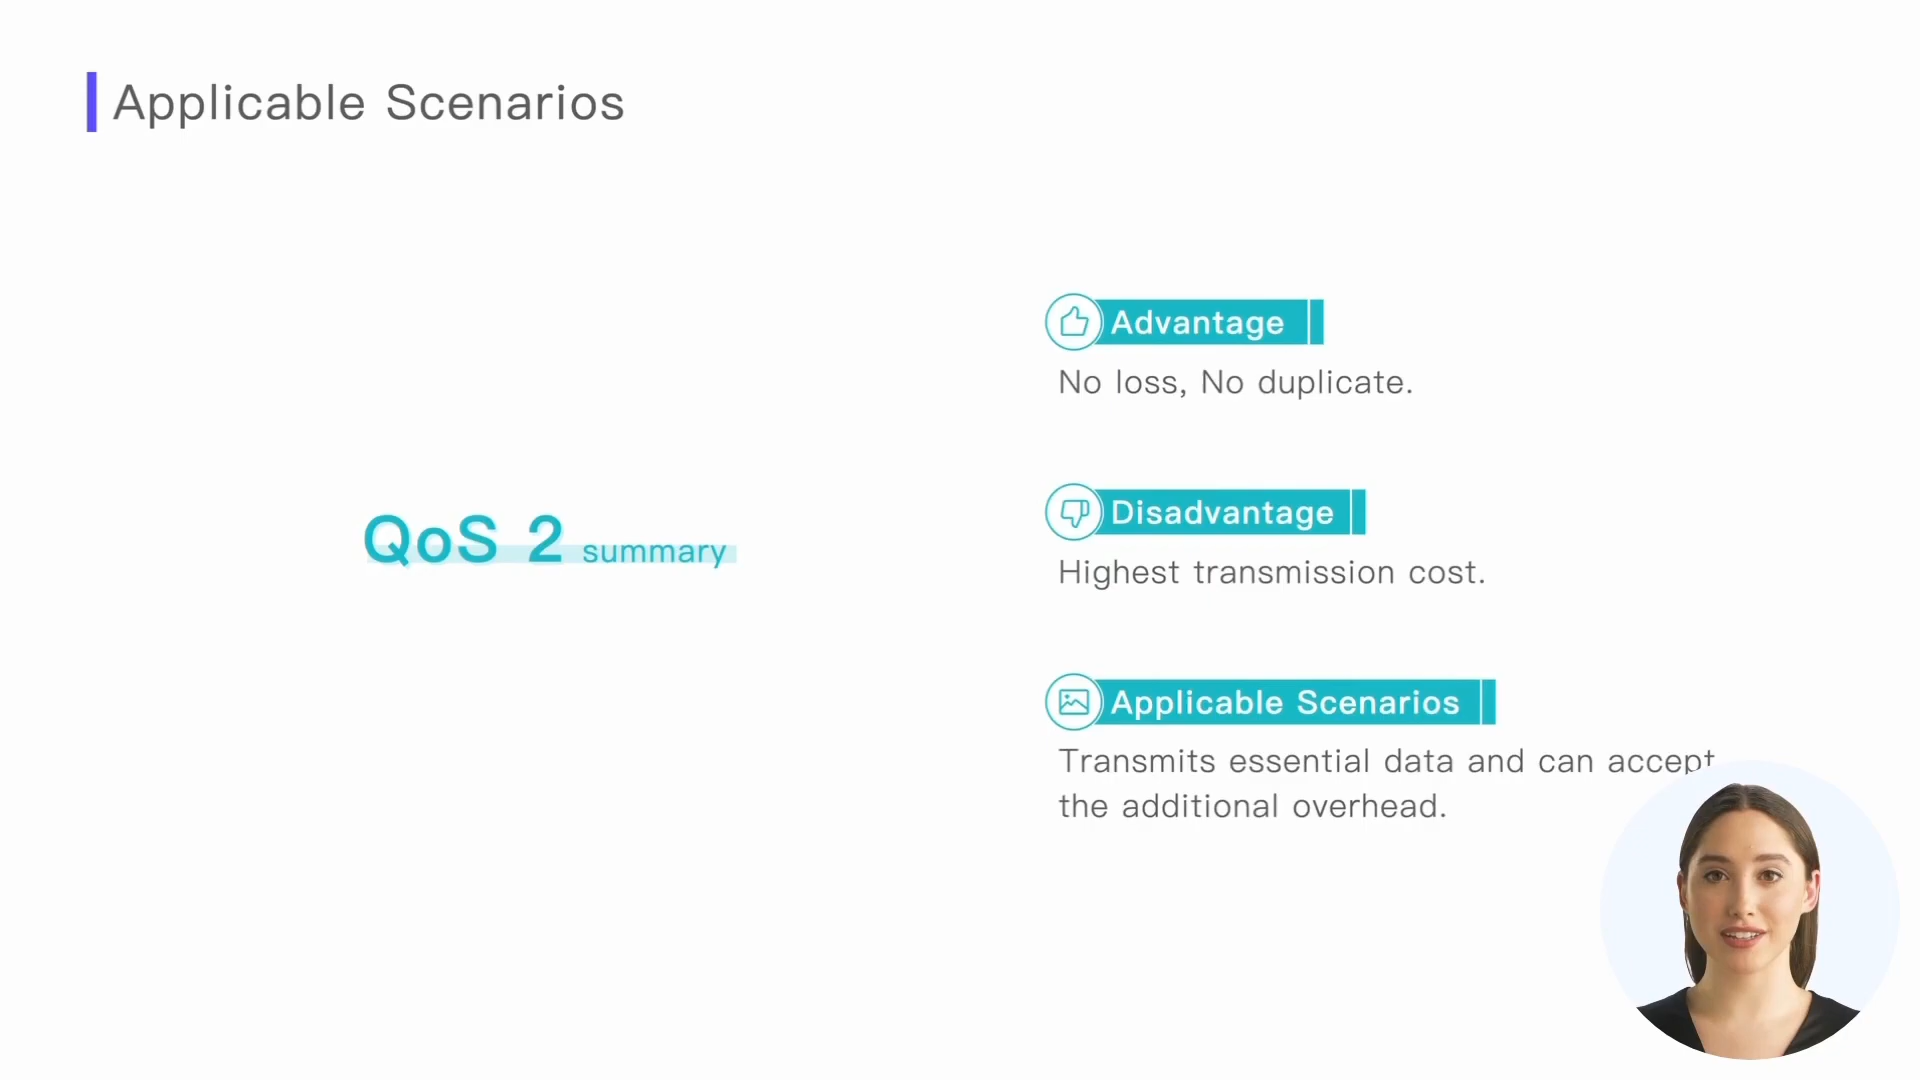 Applicable Scenarios
QoS 2 summary
Advantage
No loss, No duplicate.
Disadvantage
Highest transmission cost.
Applicable Scenarios
Transmits essential data and can accept
the additional overhead.